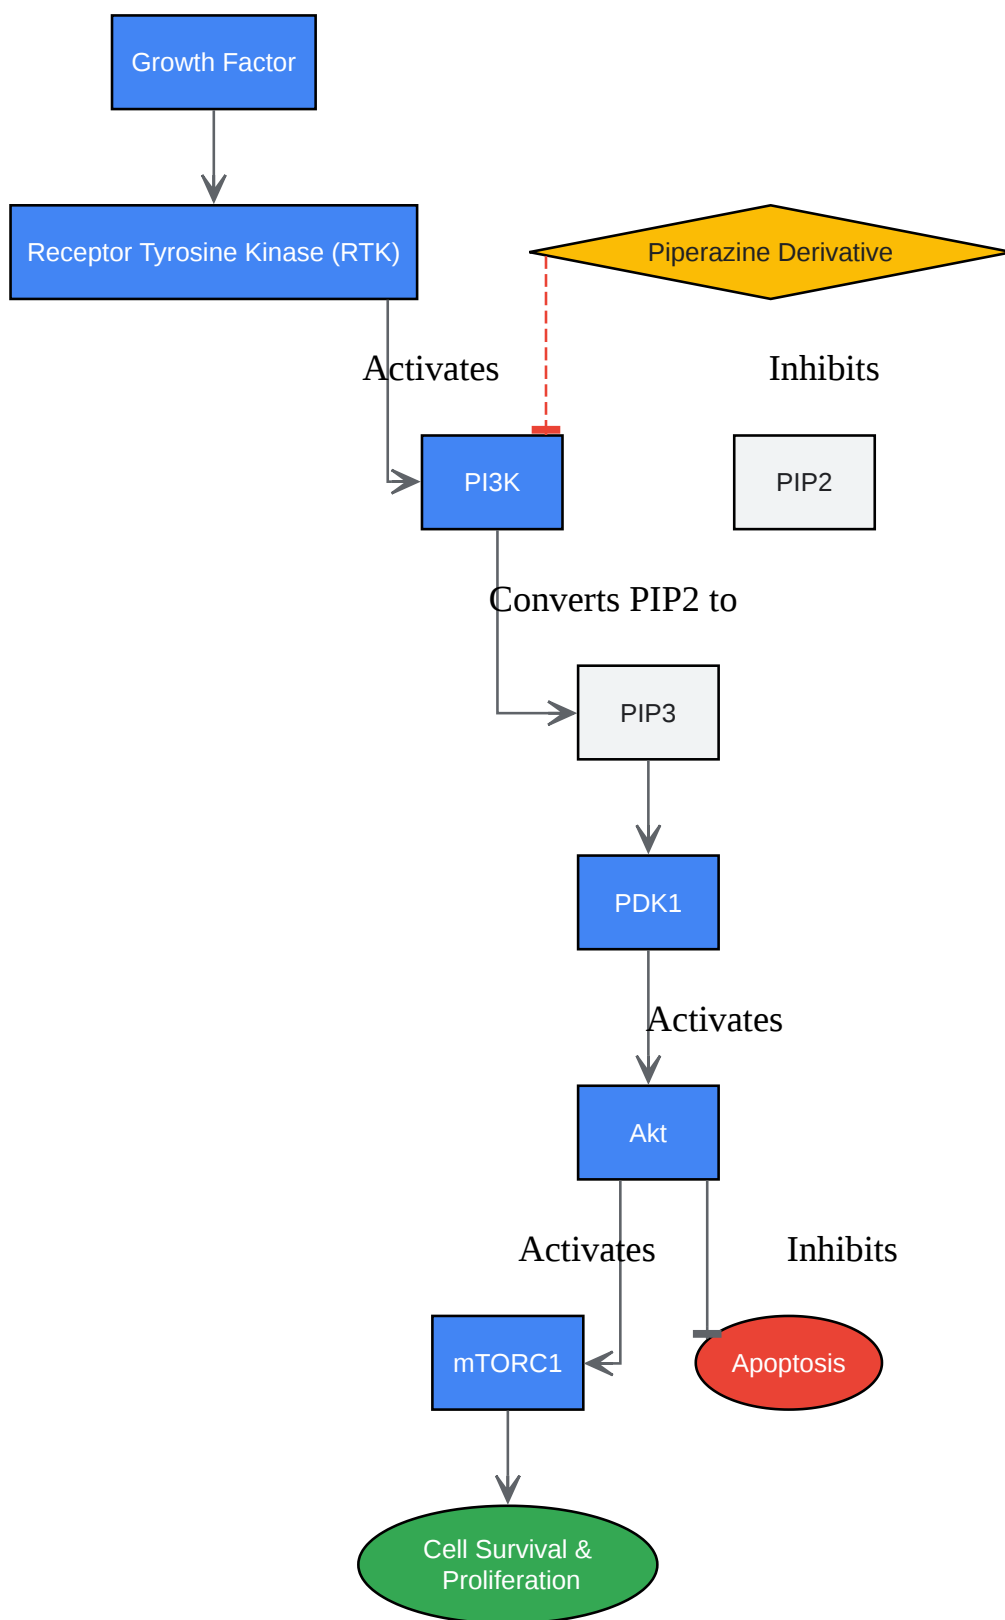 Growth Factor
Receptor Tyrosine Kinase (RTK)
Piperazine Derivative
Activates
Inhibits
PI3K
PIP2
Converts PIP2 to
PIP3
PDK1
Activates
Akt
Activates
Inhibits
mTORC1
Apoptosis
Cell Survival &
Proliferation